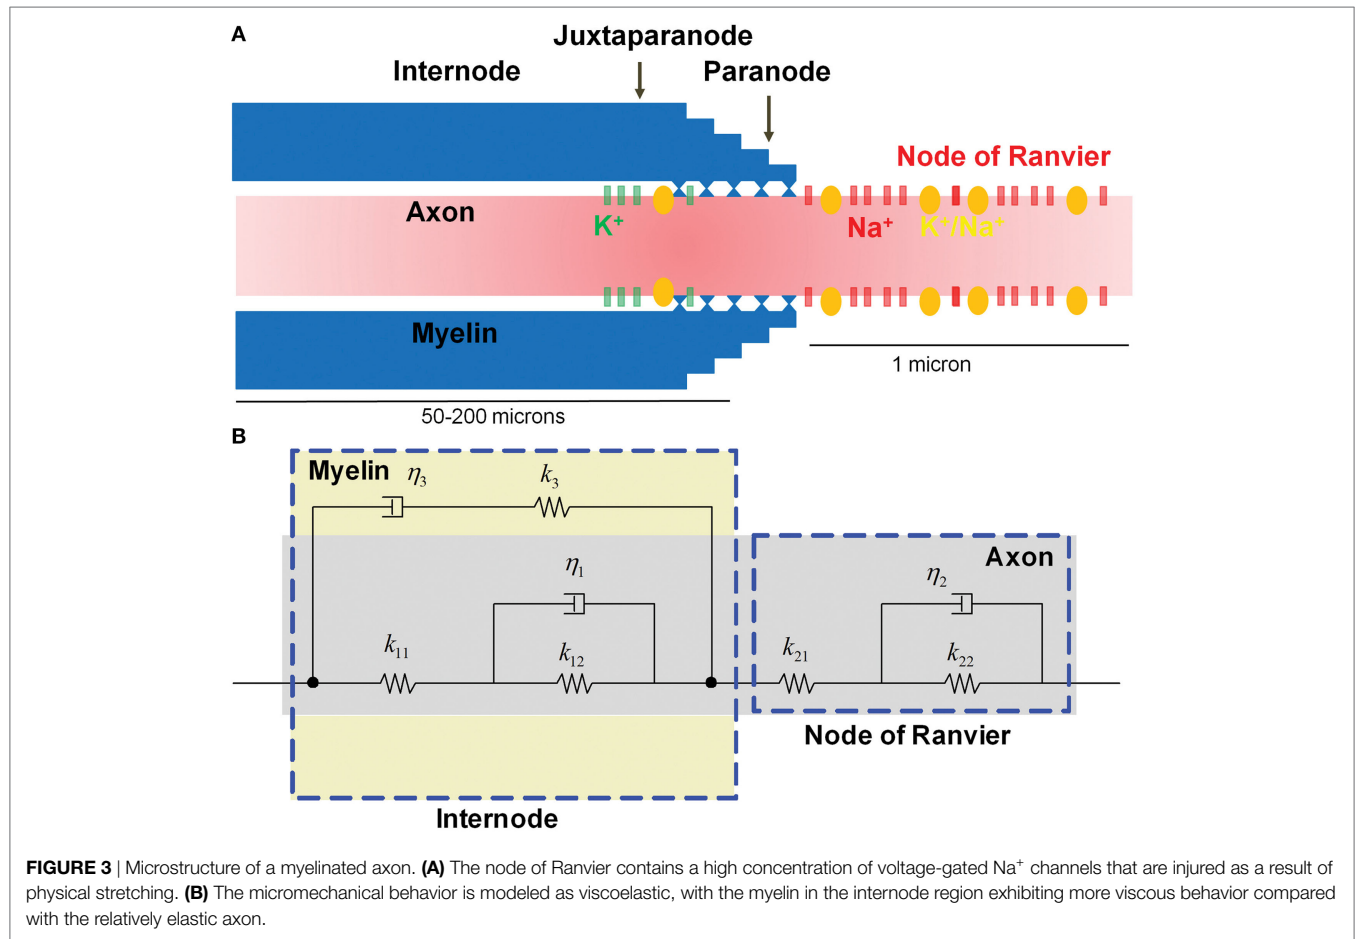 A
Juxtaparanode
Internode
Paranode
Node of Ranvier
Axon
K⁺
Na⁺
K⁺/Na⁺
Myelin
1 micron
50-200 microns
B
Myelin
η₃
k₃
Axon
η₁
η₂
k₁₁
k₁₂
k₂₁
k₂₂
Node of Ranvier
Internode
FIGURE 3 | Microstructure of a myelinated axon. (A) The node of Ranvier contains a high concentration of voltage-gated Na⁺ channels that are injured as a result of
physical stretching. (B) The micromechanical behavior is modeled as viscoelastic, with the myelin in the internode region exhibiting more viscous behavior compared
with the relatively elastic axon.